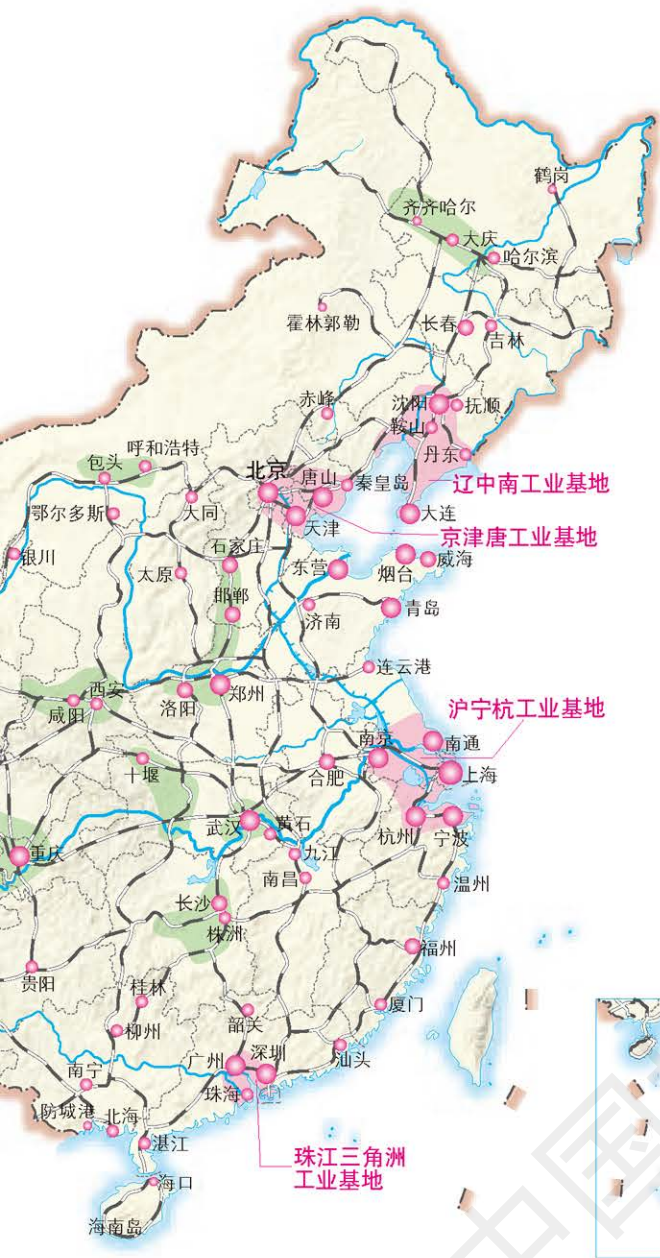 鹤岗
齐齐哈尔
大庆
哈尔滨
霍林郭勒
长春
吉林
赤峰
沈阳
抚顺
鞍山
丹东
呼和浩特
包头
北京
唐山
秦皇岛
辽中南工业基地
鄂尔多斯
大同
天津
大连
京津唐工业基地
银川
石家庄
太原
东营
烟台
威海
邯郸
济南
青岛
连云港
西安
咸阳
洛阳
郑州
沪宁杭工业基地
南京
南通
十堰
合肥
上海
武汉
黄石
杭州
宁波
重庆
九江
南昌
温州
长沙
株洲
福州
贵阳
桂林
厦门
韶关
柳州
广州
深圳
汕头
南宁
珠海
防城港
北海
湛江
珠江三角洲
工业基地
海口
海南岛
中国